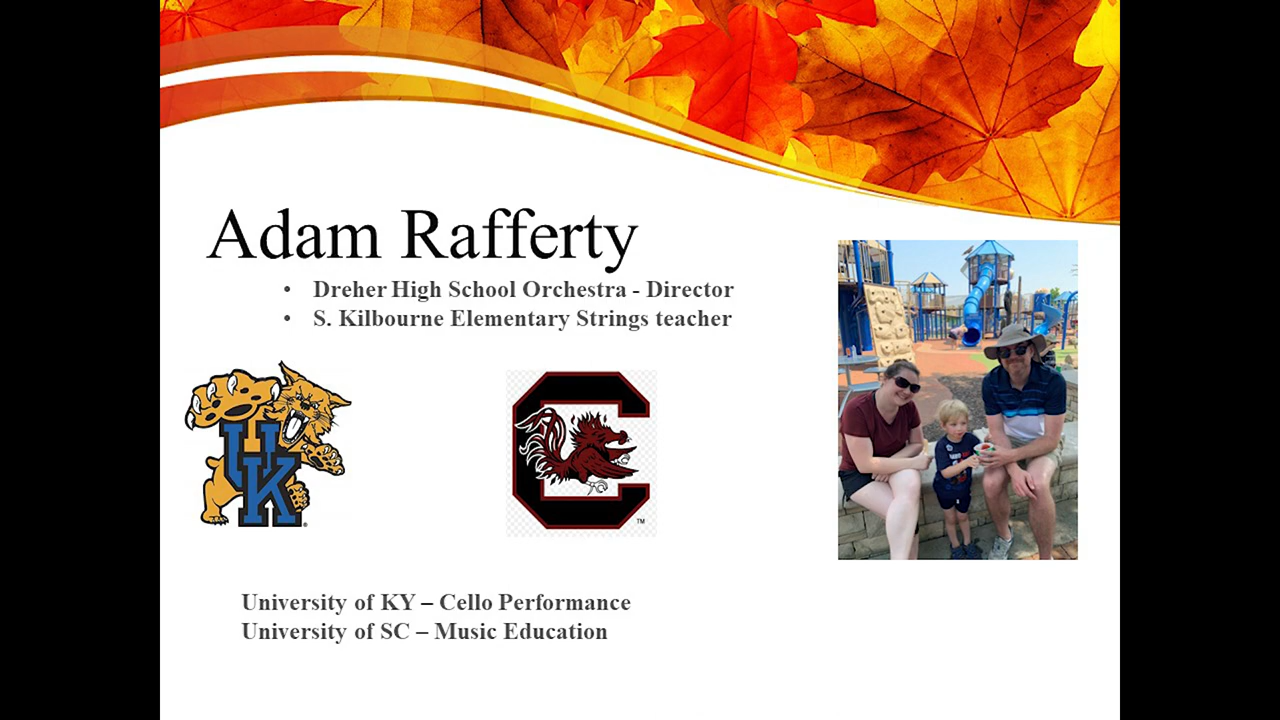 Adam Rafferty
• Dreher High School Orchestra - Director
• S. Kilbourne Elementary Strings teacher
UK
C
TM
University of KY – Cello Performance
University of SC – Music Education